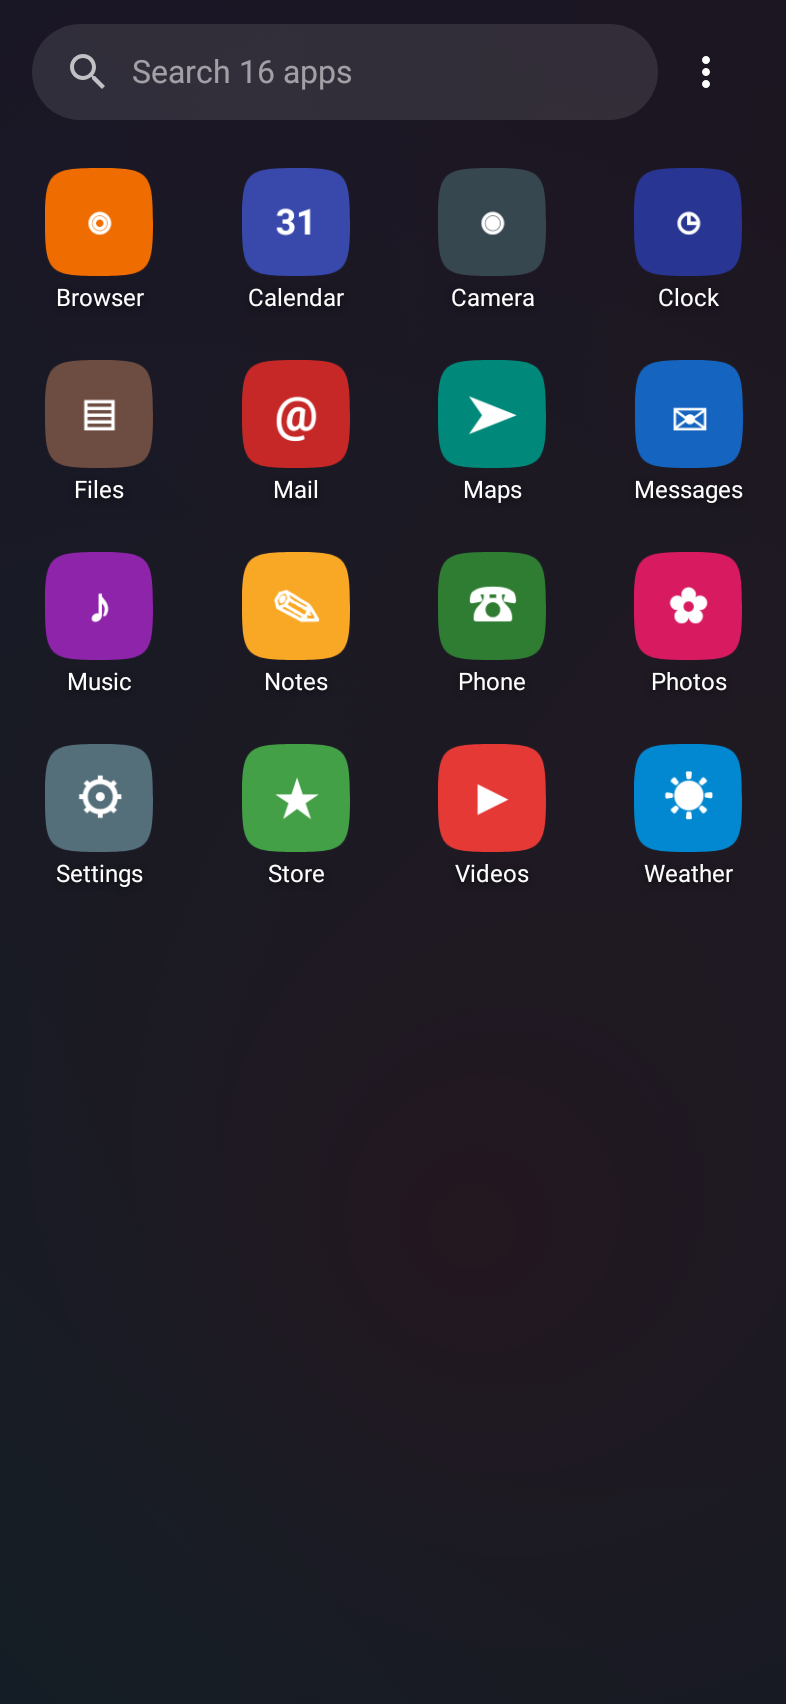 Search 16 apps
31
Browser Calendar Camera Clock
@
Files Mail Maps Messages
Music Notes Phone Photos
Settings Store Videos Weather